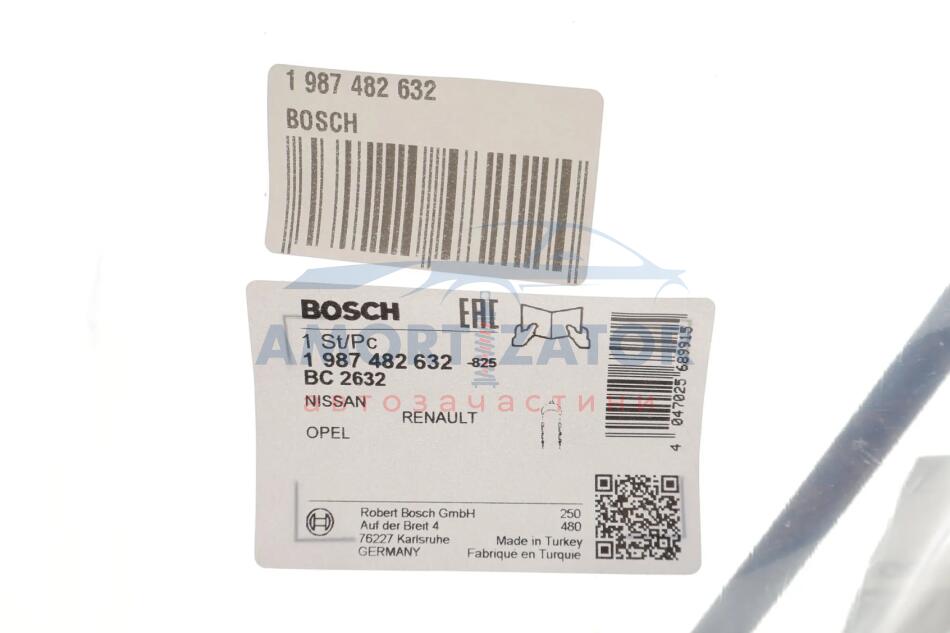 1 987 482 632
BOSCH
BOSCH
EAC
1 St/Pc
1 987 482 632 -825
BC 2632
NISSAN
RENAULT
OPEL
4 047025 689915
Robert Bosch GmbH
Auf der Breit 4
76227 Karlsruhe
GERMANY
250
480
Made in Turkey
Fabriqué en Turquie
AMORTIZATOR
автозапчастини